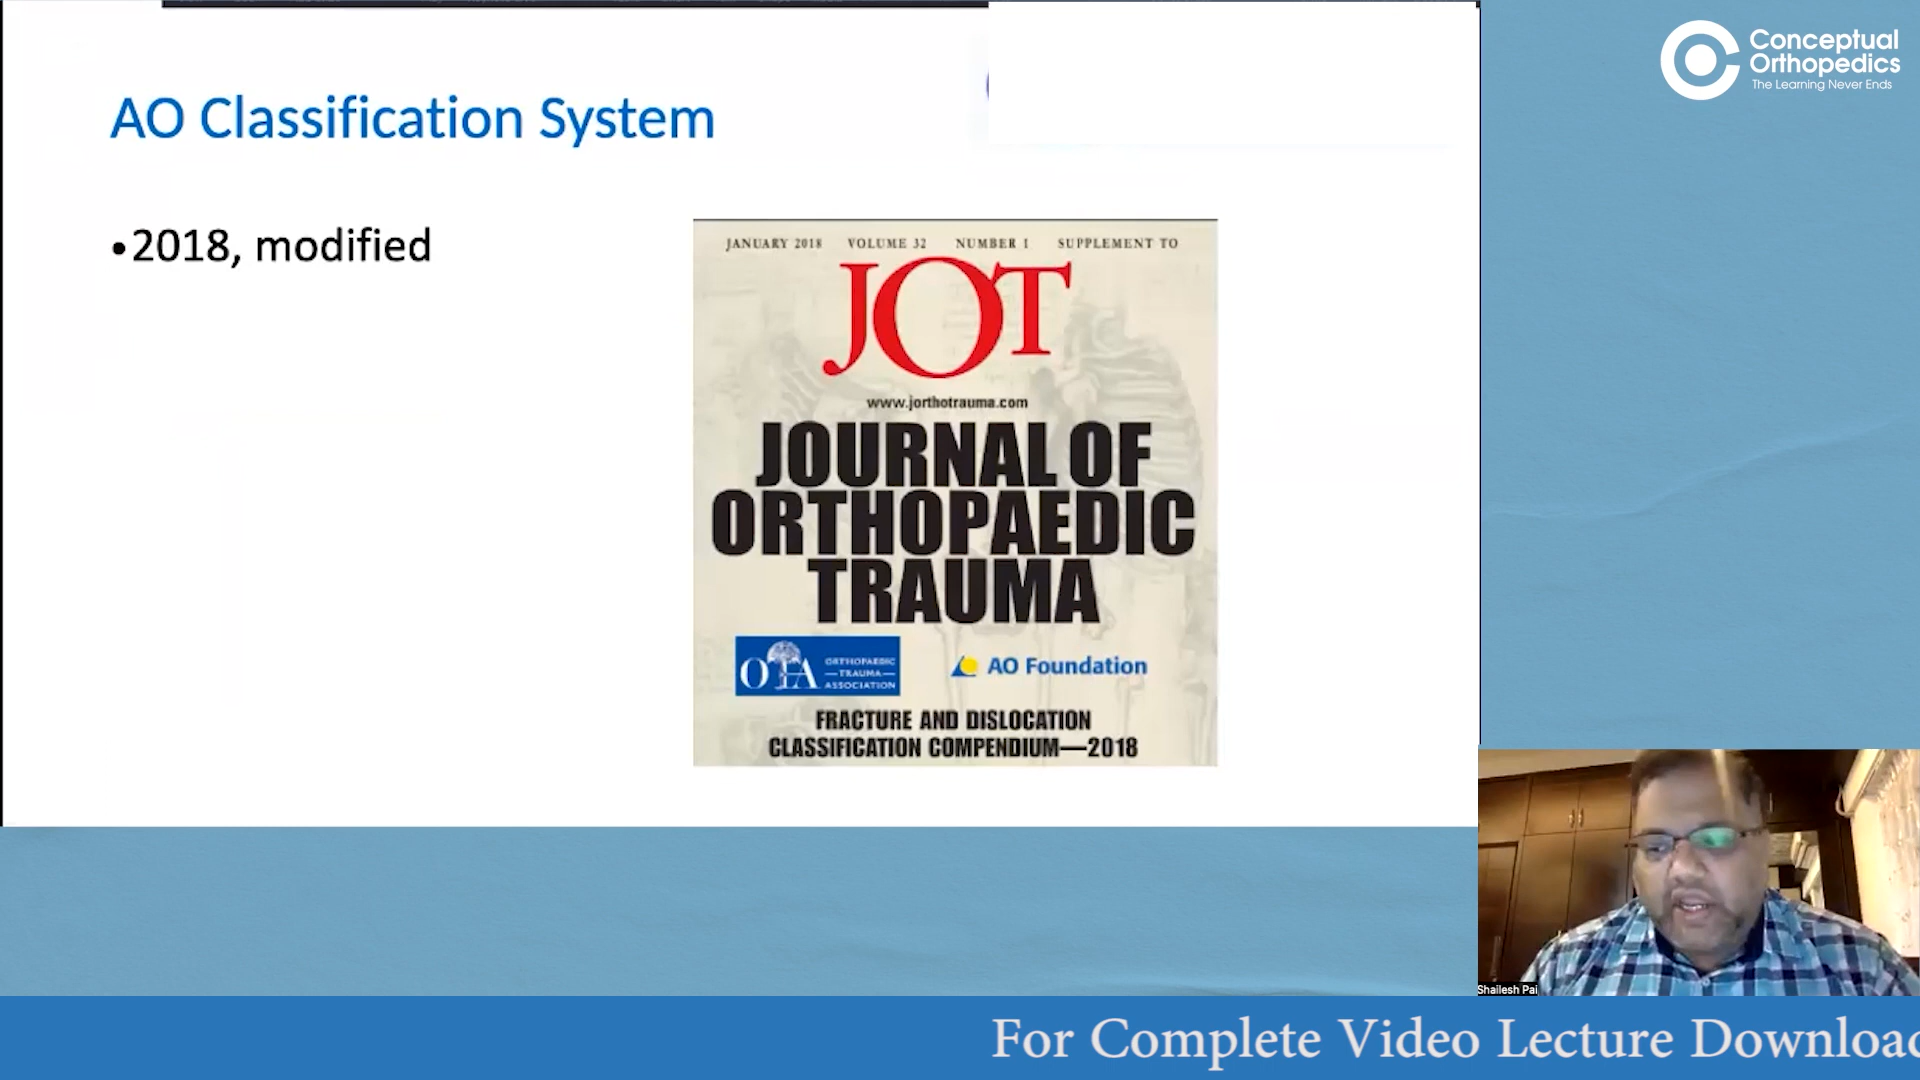 Conceptual
Orthopedics
The Learning Never Ends
AO Classification System
•2018, modified
JANUARY 2018 VOLUME 32 NUMBER 1 SUPPLEMENT TO
JOT
www.jorthotrauma.com
JOURNAL OF
ORTHOPAEDIC
TRAUMA
OTA
ORTHOPAEDIC
—TRAUMA—
ASSOCIATION
AO Foundation
FRACTURE AND DISLOCATION
CLASSIFICATION COMPENDIUM—2018
Shailesh Pai
For Complete Video Lecture Download